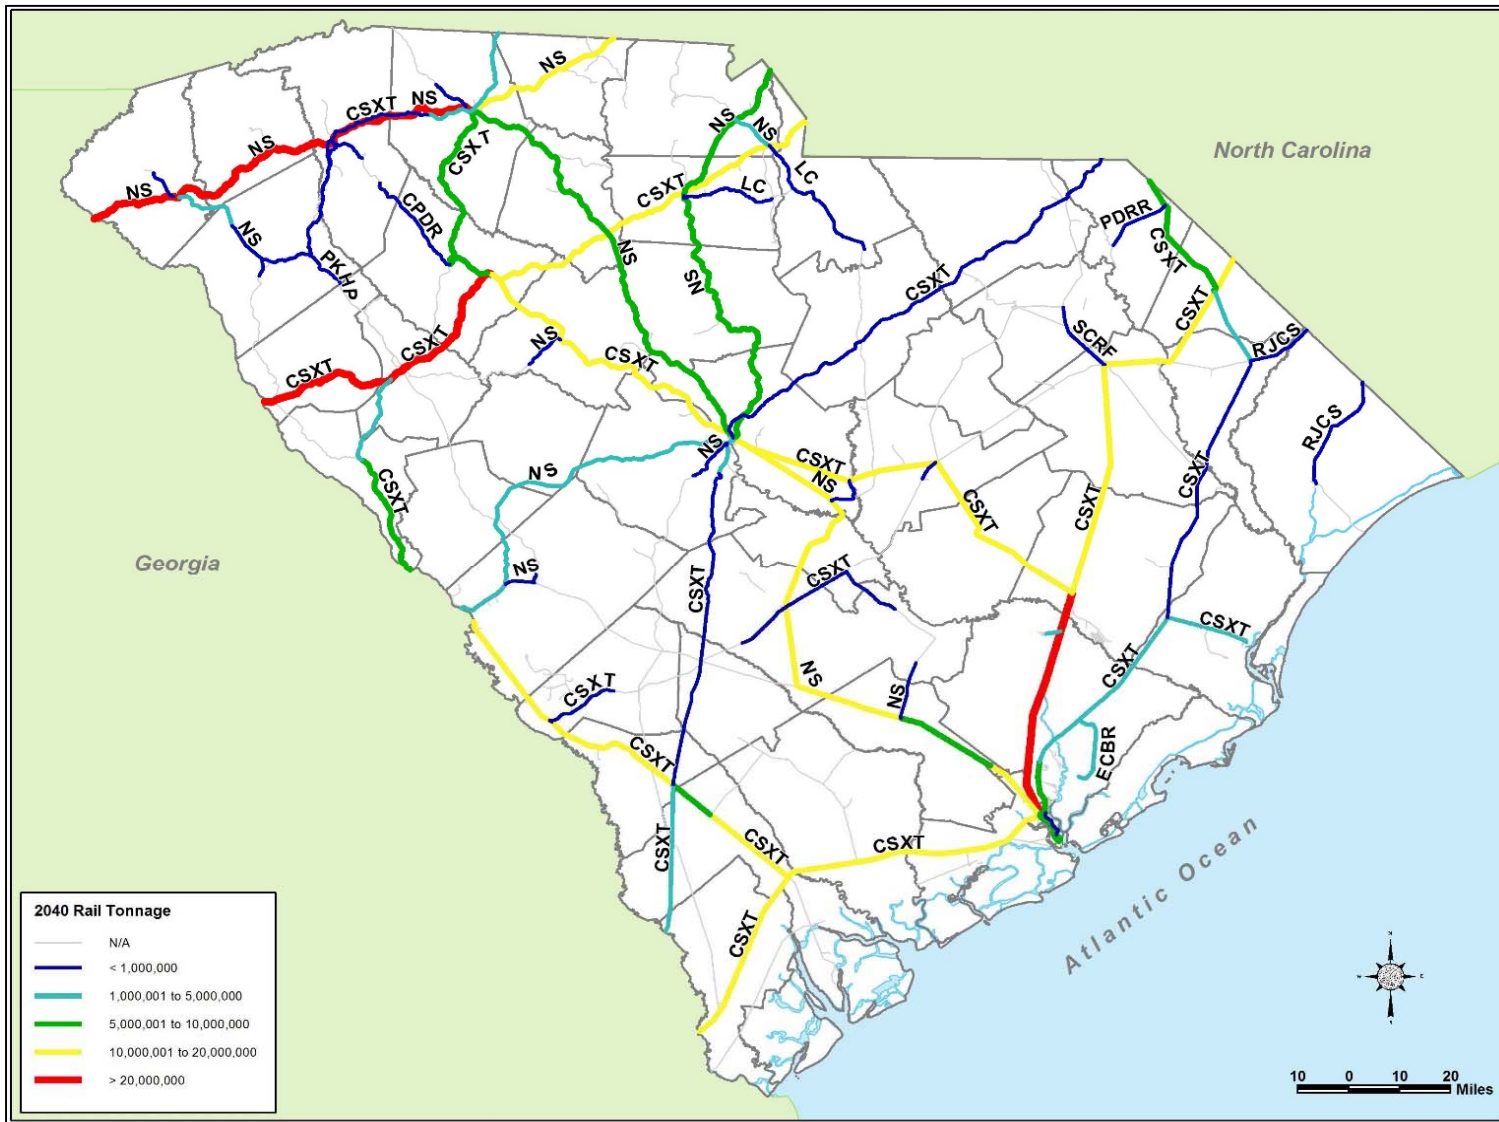 NS
NS
CSXT
NS
NS
NS
LC
CSXT
LC
North Carolina
NS
NS
CSXT
CPDR
PDRR
CSXT
NS
PKHP
NS
SN
CSXT
CSXT
SCRF
RJCS
CSXT
NS
CSXT
CSXT
RJCS
NS
CSXT
CSXT
NS
NS
CSXT
CSXT
CSXT
CSXT
Georgia
NS
CSXT
CSXT
CSXT
CSXT
CSXT
NS
NS
CSXT
ECBR
CSXT
CSXT
CSXT
CSXT
Atlantic Ocean
2040 Rail Tonnage
N/A
< 1,000,000
1,000,001 to 5,000,000
5,000,001 to 10,000,000
10,000,001 to 20,000,000
> 20,000,000
N
W
E
S
10 0 10 20
Miles